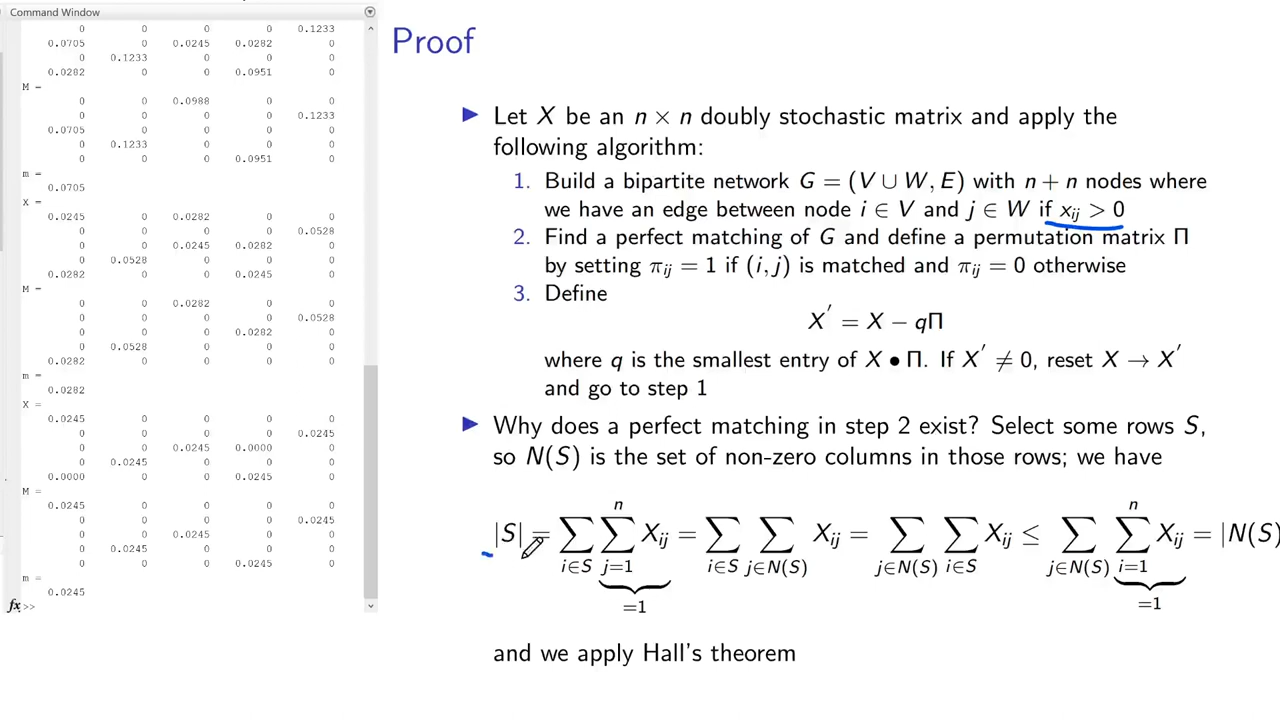 Command Window
0 0 0 0 0.1233
0.0705 0 0.0245 0.0282 0
0 0.1233 0 0 0
0.0282 0 0 0.0951 0
M =
0 0 0.0988 0 0
0 0 0 0 0.1233
0.0705 0 0 0 0
0 0.1233 0 0 0
0 0 0 0.0951 0
m =
0.0705
X =
0.0245 0 0.0282 0 0
0 0 0 0 0.0528
0 0 0.0245 0.0282 0
0 0.0528 0 0 0
0.0282 0 0 0.0245 0
M =
0 0 0.0282 0 0
0 0 0 0 0.0528
0 0 0 0.0282 0
0 0.0528 0 0 0
0.0282 0 0 0 0
m =
0.0282
X =
0.0245 0 0 0 0
0 0 0 0 0.0245
0 0 0.0245 0.0000 0
0 0.0245 0 0 0
0.0000 0 0 0.0245 0
M =
0.0245 0 0 0 0
0 0 0 0 0.0245
0 0 0.0245 0 0
0 0.0245 0 0 0
0 0 0 0.0245 0
m =
0.0245
fx >>
Proof
Let X be an n × n doubly stochastic matrix and apply the
following algorithm:
1. Build a bipartite network G = (V ∪ W, E) with n + n nodes where
we have an edge between node i ∈ V and j ∈ W if x_ij > 0
2. Find a perfect matching of G and define a permutation matrix Π
by setting π_ij = 1 if (i, j) is matched and π_ij = 0 otherwise
3. Define
X′ = X − qΠ
where q is the smallest entry of X • Π. If X′ ≠ 0, reset X → X′
and go to step 1
Why does a perfect matching in step 2 exist? Select some rows S,
so N(S) is the set of non-zero columns in those rows; we have
|S| = ∑_{i∈S} ∑_{j=1}^{n} X_ij = ∑_{i∈S} ∑_{j∈N(S)} X_ij = ∑_{j∈N(S)} ∑_{i∈S} X_ij ≤ ∑_{j∈N(S)} ∑_{i=1}^{n} X_ij = |N(S)
=1 =1
and we apply Hall's theorem